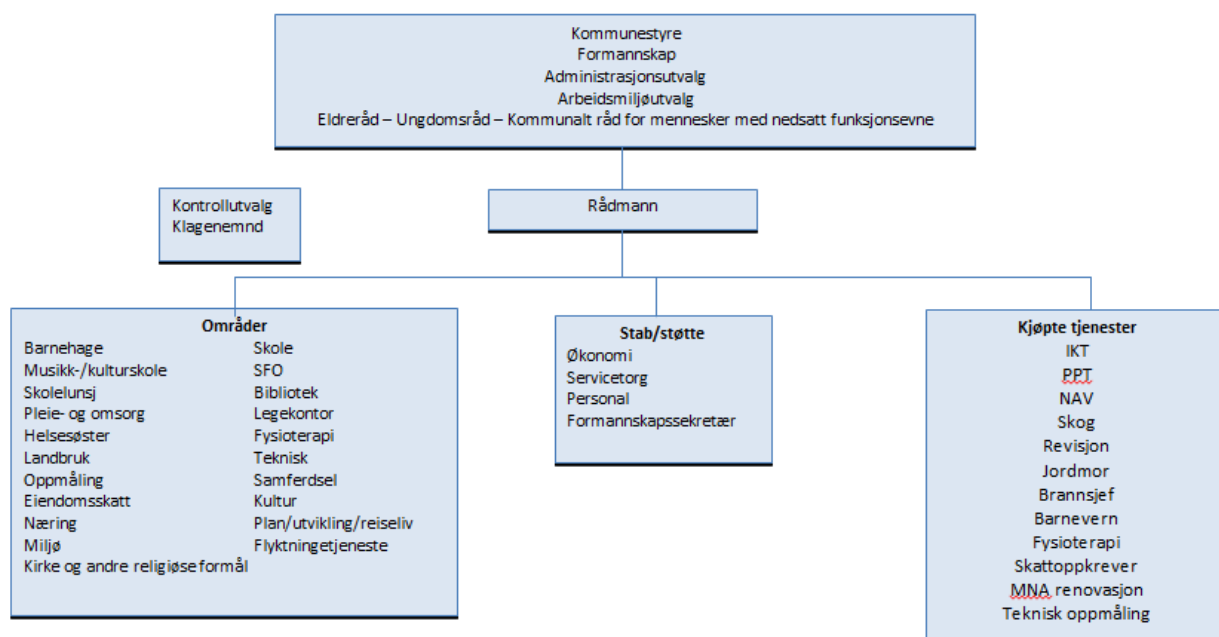 Kommunestyre
Formannskap
Administrasjonsutvalg
Arbeidsmiljøutvalg
Eldreråd – Ungdomsråd – Kommunalt råd for mennesker med nedsatt funksjonsevne
Kontrollutvalg
Klagenemnd
Rådmann
Områder
Barnehage Skole
Musikk-/kulturskole SFO
Skolelunsj Bibliotek
Pleie- og omsorg Legekontor
Helsesøster Fysioterapi
Landbruk Teknisk
Oppmåling Samferdsel
Eiendomsskatt Kultur
Næring Plan/utvikling/reiseliv
Miljø Flyktningetjeneste
Kirke og andre religiøse formål
Stab/støtte
Økonomi
Servicetorg
Personal
Formannskapssekretær
Kjøpte tjenester
IKT
PPT
NAV
Skog
Revisjon
Jordmor
Brannsjef
Barnevern
Fysioterapi
Skattoppkrever
MNA renovasjon
Teknisk oppmåling